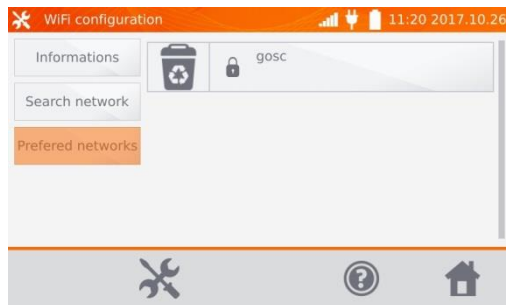 WiFi configuration
11:20 2017.10.26
Informations
gosc
Search network
Prefered networks